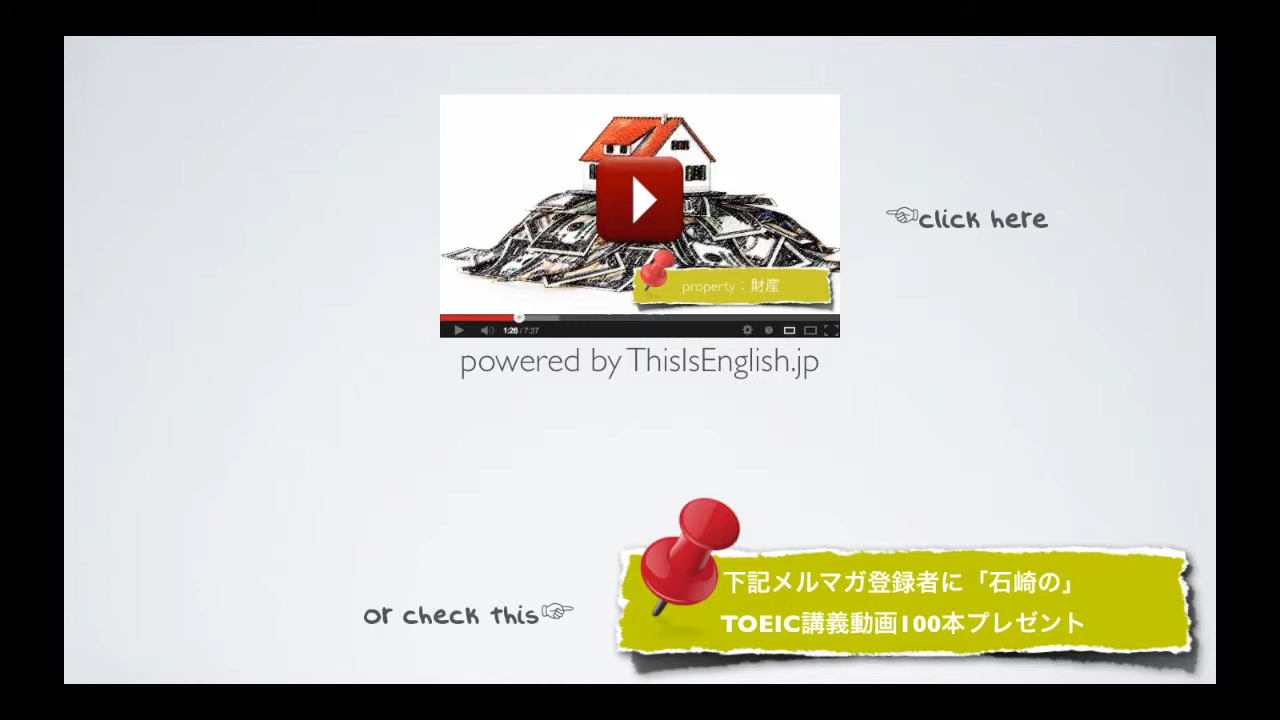 property : 財産
1:26 / 7:37
click here
powered by ThisIsEnglish.jp
下記メルマガ登録者に「石崎の」
TOEIC講義動画100本プレゼント
or check this